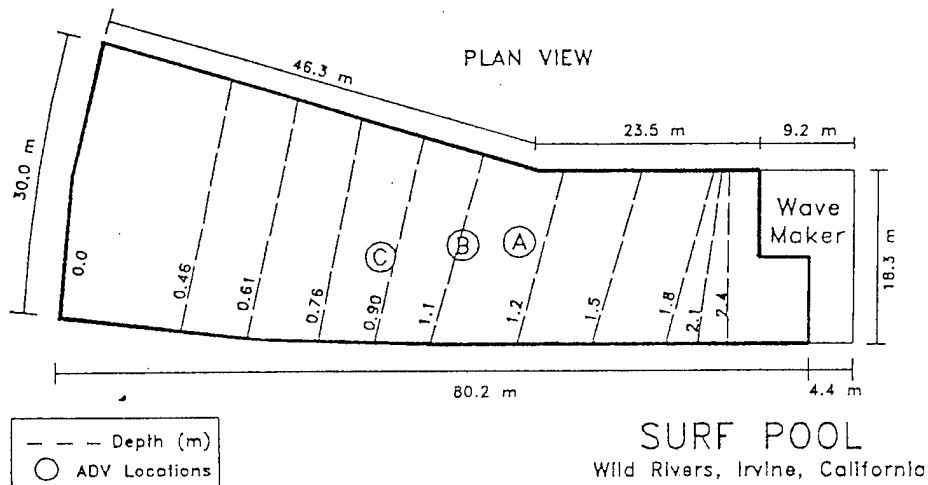 PLAN VIEW
46.3 m
23.5 m
9.2 m
30.0 m
Wave
Maker
18.3 m
A
B
C
0.0
0.46
0.61
0.76
0.90
1.1
1.2
1.5
1.8
2.1
2.4
80.2 m
4.4 m
Depth (m)
ADV Locations
SURF POOL
Wild Rivers, Irvine, California